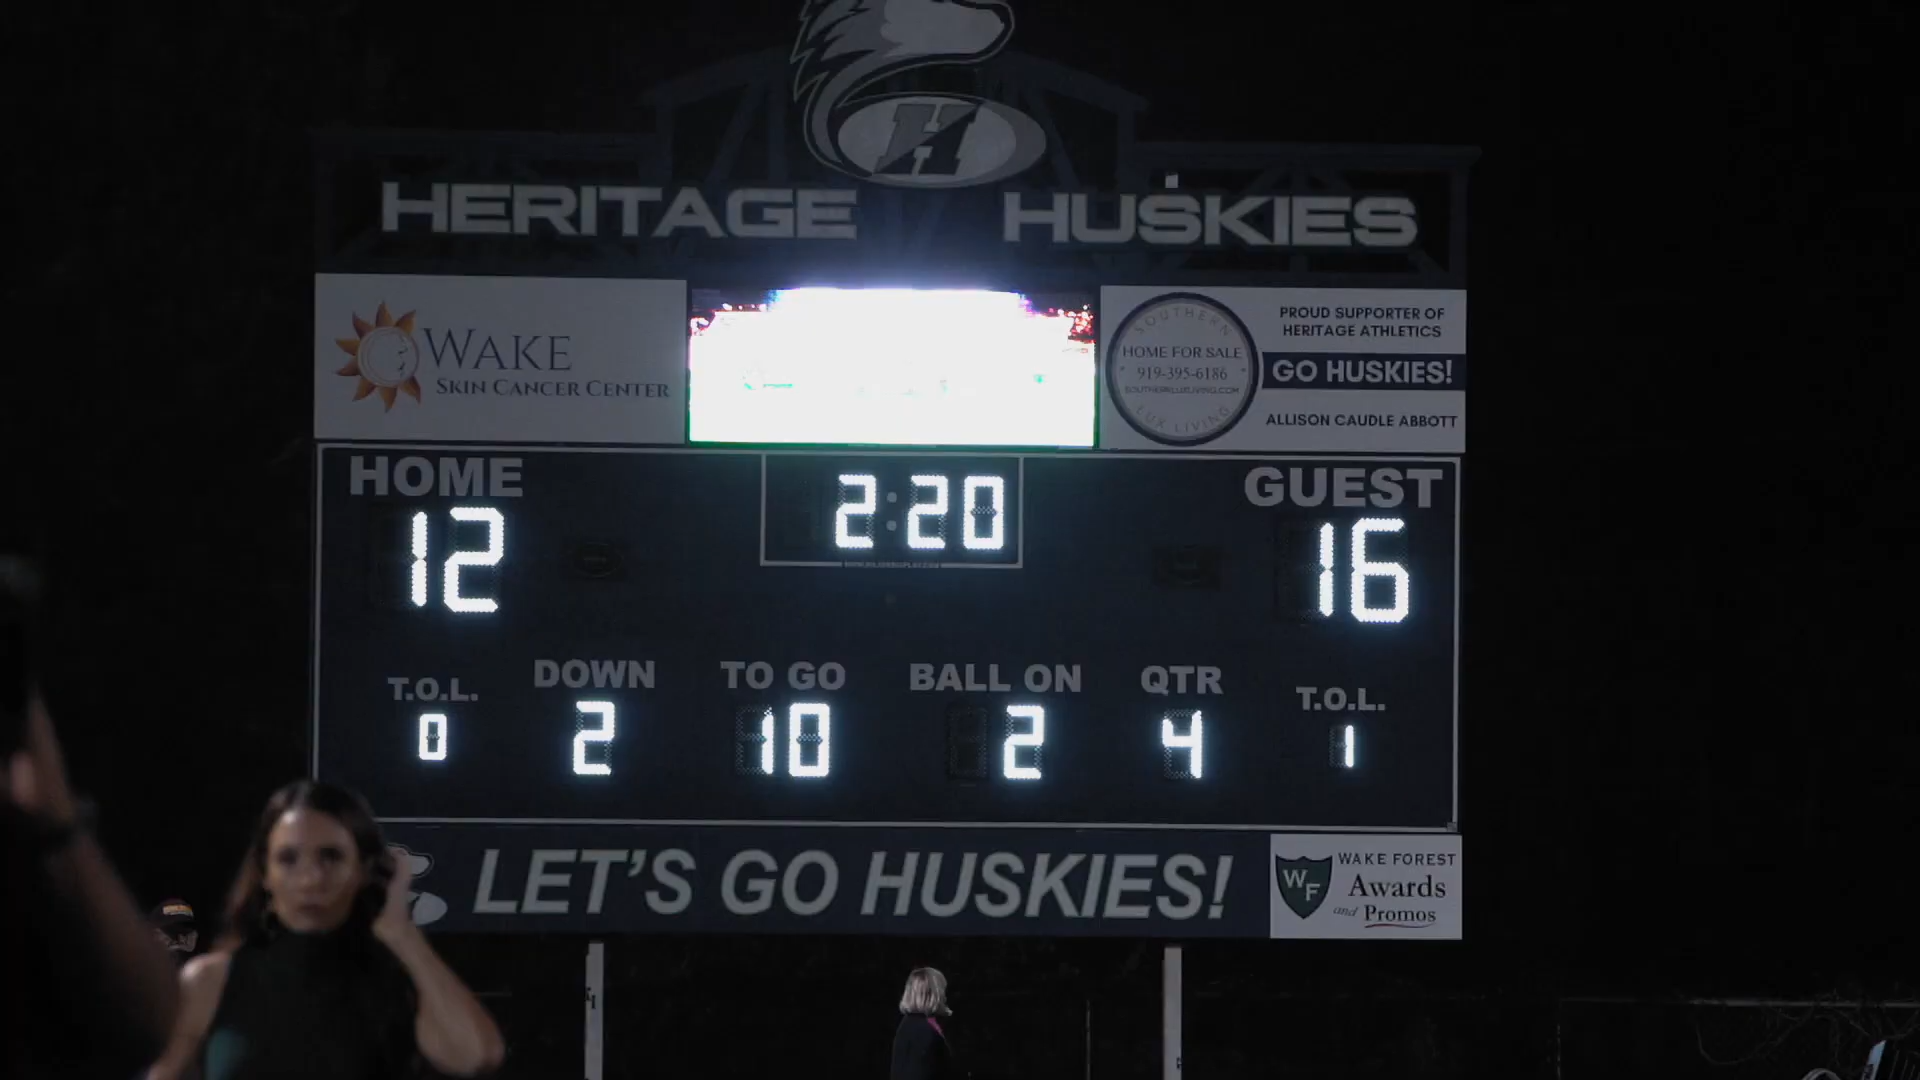 H
HERITAGE HUSKIES
WAKE
SKIN CANCER CENTER
SOUTHERN
HOME FOR SALE
919-395-6186
SOUTHERNLUXLIVING.COM
LUX LIVING
PROUD SUPPORTER OF
HERITAGE ATHLETICS
GO HUSKIES!
ALLISON CAUDLE ABBOTT
HOME
12
2:20
GUEST
16
T.O.L.
0
DOWN
2
TO GO
10
BALL ON
2
QTR
4
T.O.L.
1
LET'S GO HUSKIES!
WF
WAKE FOREST
Awards
and Promos